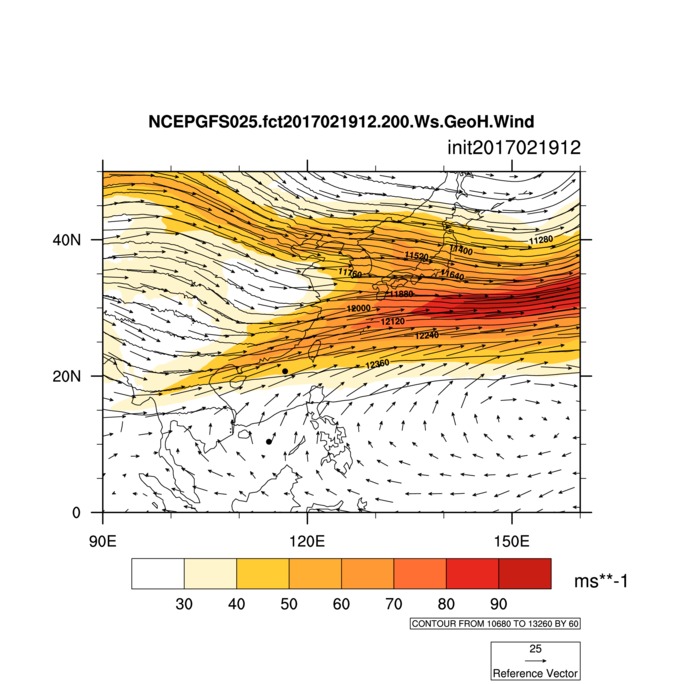 NCEPGFS025.fct2017021912.200.Ws.GeoH.Wind
init2017021912
40N
20N
0
90E 120E 150E
11280
11400
11520
11640
11760
11880
12000
12120
12240
12360
30 40 50 60 70 80 90
ms**-1
CONTOUR FROM 10680 TO 13260 BY 60
25
Reference Vector